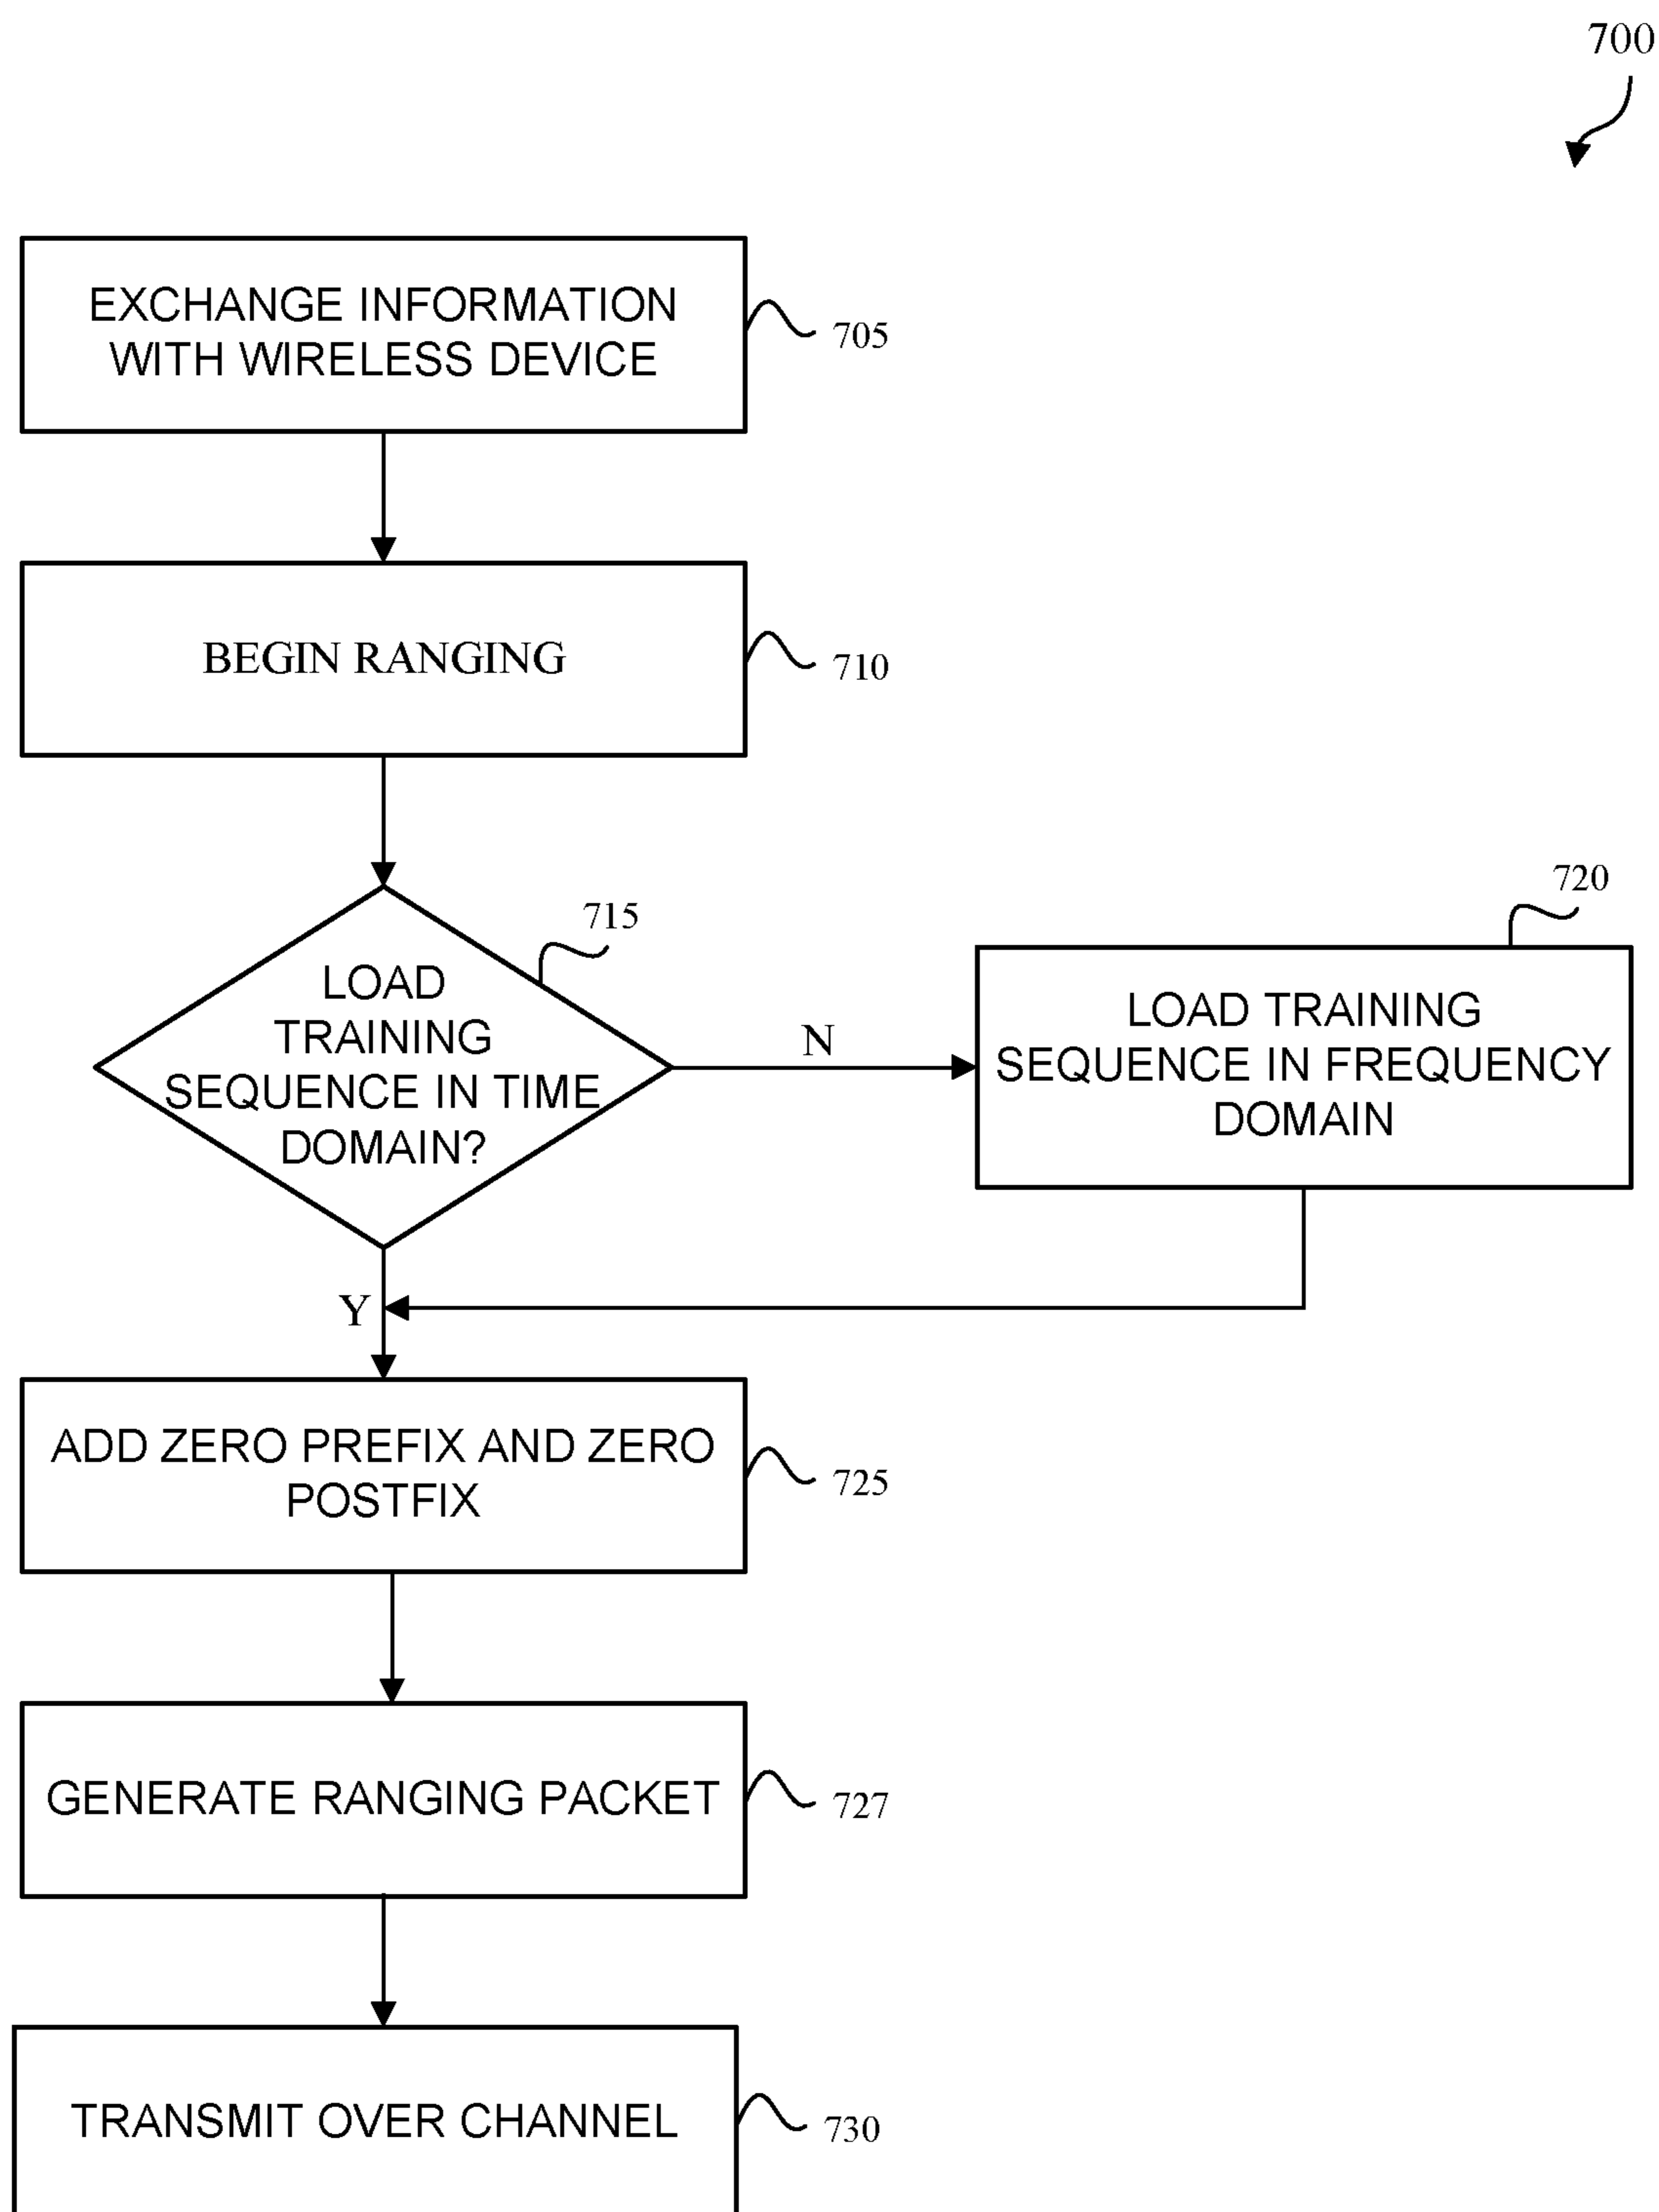 700
EXCHANGE INFORMATION
WITH WIRELESS DEVICE
705
BEGIN RANGING
710
715
LOAD
TRAINING
SEQUENCE IN TIME
DOMAIN?
N
720
LOAD TRAINING
SEQUENCE IN FREQUENCY
DOMAIN
Y
ADD ZERO PREFIX AND ZERO
POSTFIX
725
GENERATE RANGING PACKET
727
TRANSMIT OVER CHANNEL
730